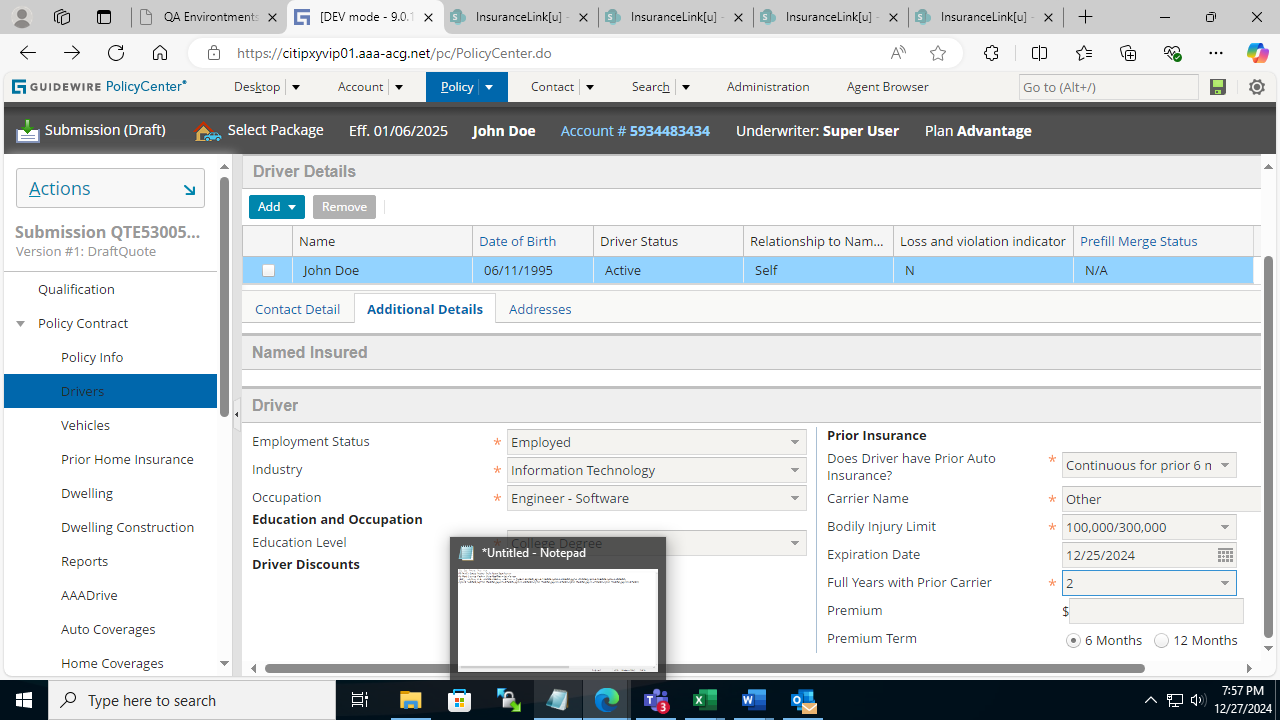 QA Environments
[DEV mode - 9.0.1
InsuranceLink[u] -
InsuranceLink[u] -
InsuranceLink[u] -
InsuranceLink[u] -
https://citipxyvip01.aaa-acg.net/pc/PolicyCenter.do
GUIDEWIRE PolicyCenter®
Desktop
Account
Policy
Contact
Search
Administration
Agent Browser
Go to (Alt+/)
Submission (Draft)
Select Package
Eff. 01/06/2025
John Doe
Account # 5934483434
Underwriter: Super User
Plan Advantage
Actions
Submission QTE53005...
Version #1: DraftQuote
Qualification
Policy Contract
Policy Info
Drivers
Vehicles
Prior Home Insurance
Dwelling
Dwelling Construction
Reports
AAADrive
Auto Coverages
Home Coverages
Driver Details
Add
Remove
Name Date of Birth Driver Status Relationship to Nam... Loss and violation indicator Prefill Merge Status
John Doe 06/11/1995 Active Self N N/A
Contact Detail Additional Details Addresses
Named Insured
Driver
Employment Status * Employed
Industry * Information Technology
Occupation * Engineer - Software
Education and Occupation
Education Level * College Degree
Driver Discounts
Prior Insurance
Does Driver have Prior Auto
Insurance?
* Continuous for prior 6 m
Carrier Name * Other
Bodily Injury Limit * 100,000/300,000
Expiration Date 12/25/2024
Full Years with Prior Carrier * 2
Premium $
Premium Term 6 Months 12 Months
*Untitled - Notepad
Type here to search
3
7:57 PM
12/27/2024